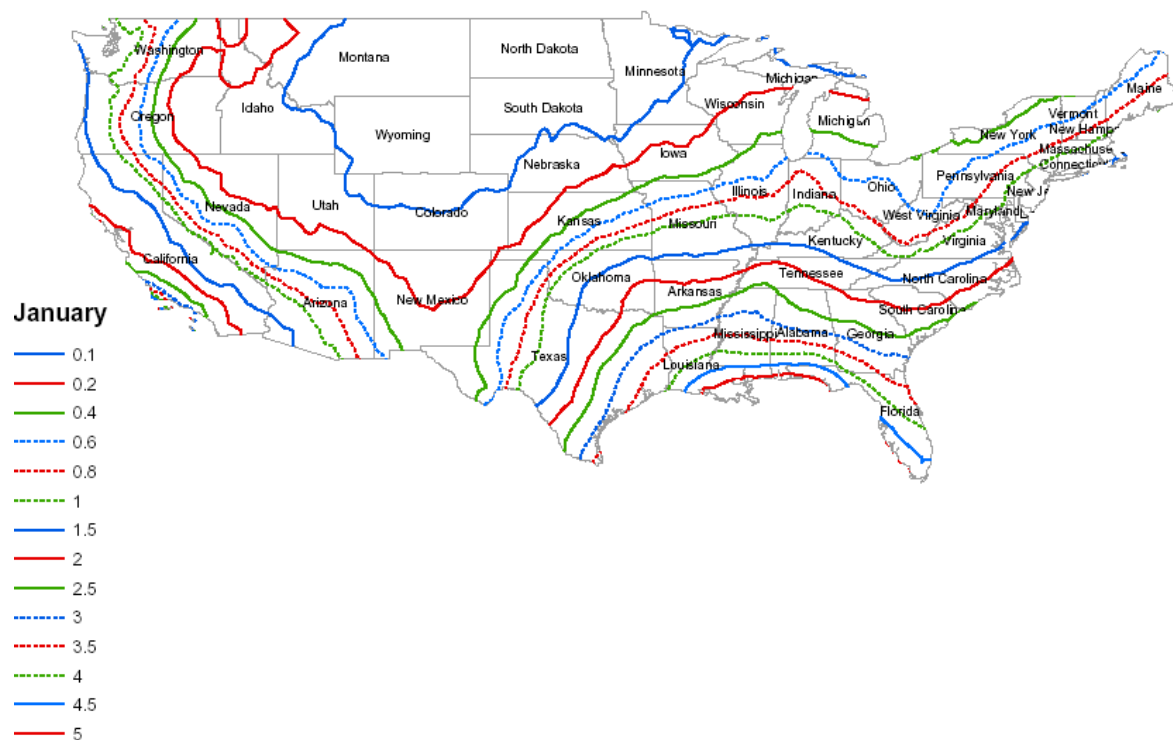 Washington
Montana
North Dakota
Minnesota
Michigan
Wisconsin
Maine
Vermont
New Hamp
New York
Michigan
Massachuse
Connecticut
Oregon
Idaho
South Dakota
Wyoming
Iowa
Nebraska
Pennsylvania
Ohio
Illinois
Indiana
New Je
Maryland
West Virginia
Nevada
Utah
Colorado
Kansas
Missouri
Kentucky
Virginia
California
Arizona
New Mexico
Oklahoma
Arkansas
Tennessee
North Carolina
South Carolina
Texas
Louisiana
Mississippi
Alabama
Georgia
Florida
January
0.1
0.2
0.4
0.6
0.8
1
1.5
2
2.5
3
3.5
4
4.5
5